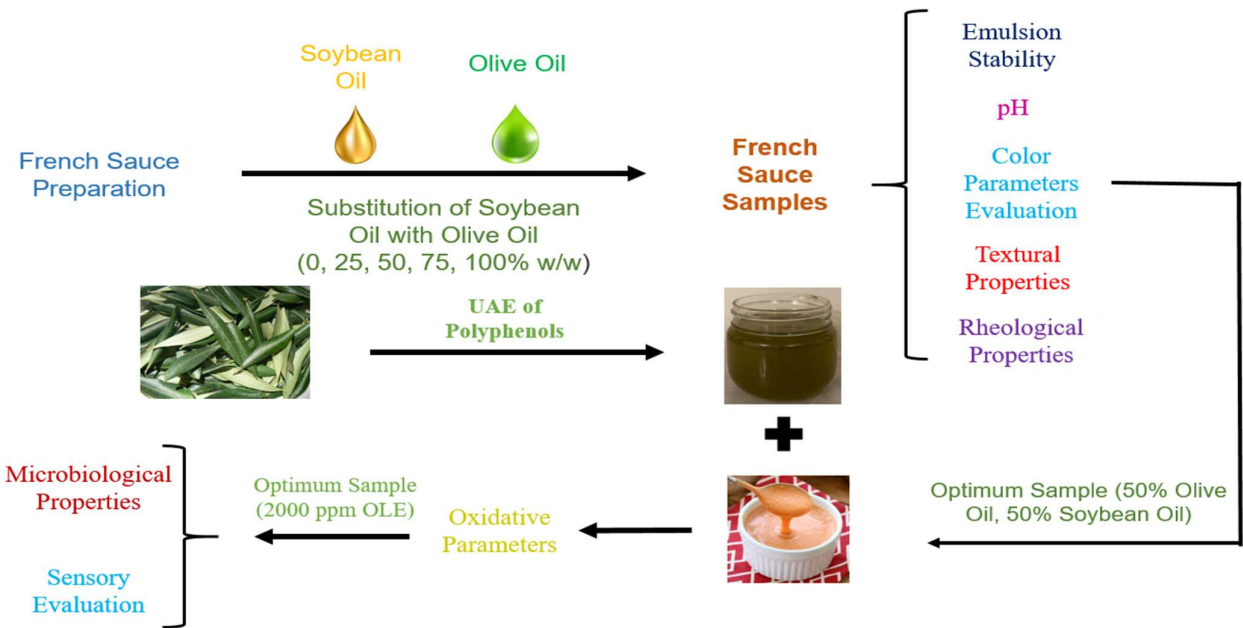 French Sauce
Preparation
Soybean
Oil
Olive Oil
Substitution of Soybean
Oil with Olive Oil
(0, 25, 50, 75, 100% w/w)
French
Sauce
Samples
Emulsion
Stability
pH
Color
Parameters
Evaluation
Textural
Properties
Rheological
Properties
UAE of
Polyphenols
Optimum Sample (50% Olive
Oil, 50% Soybean Oil)
Oxidative
Parameters
Optimum Sample
(2000 ppm OLE)
Microbiological
Properties
Sensory
Evaluation